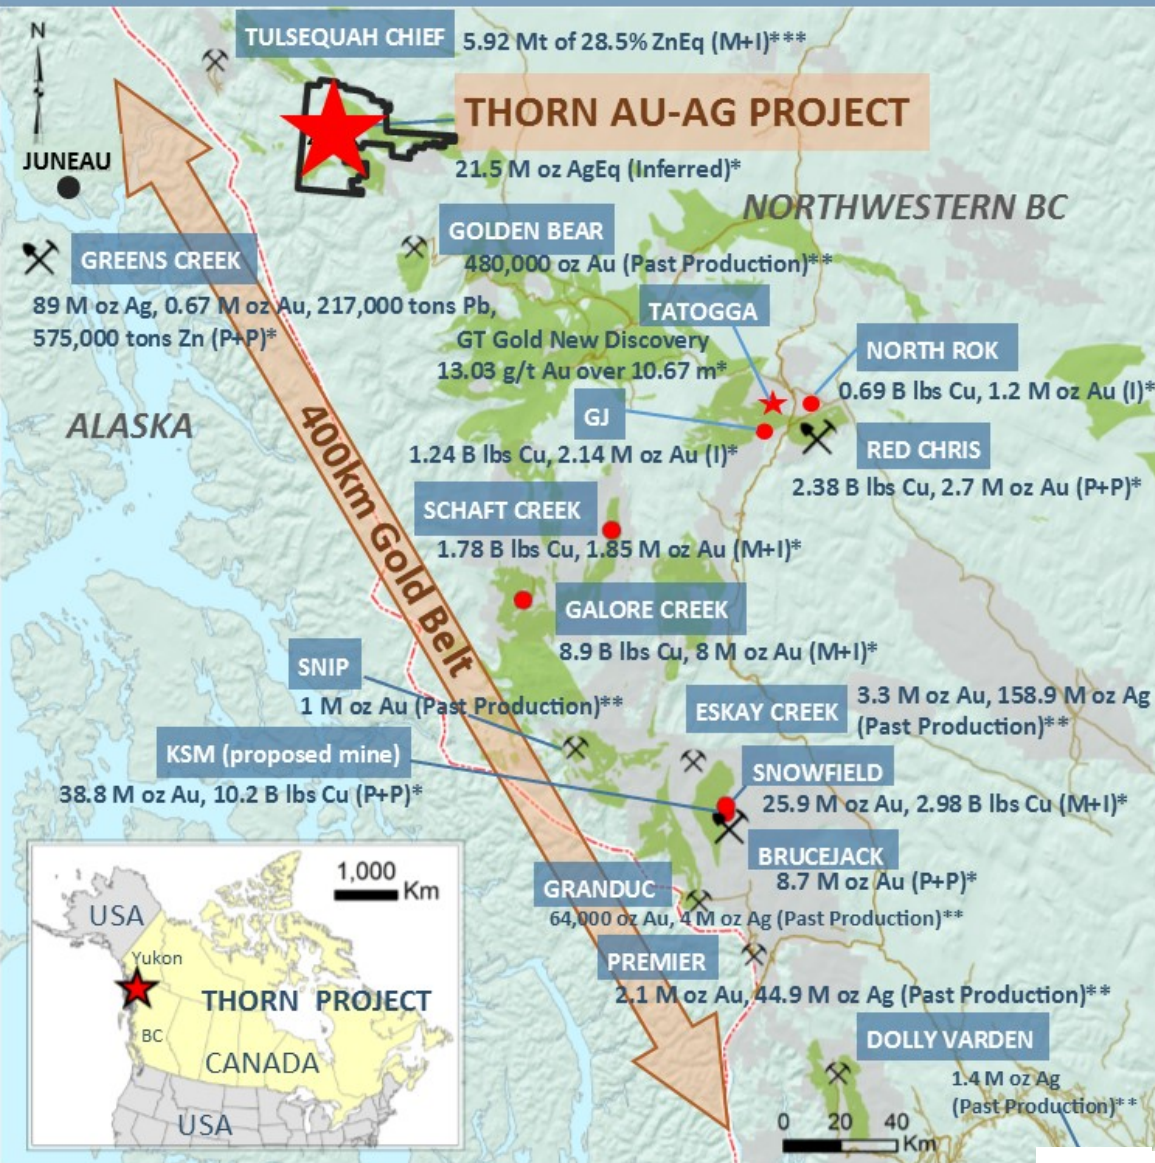 N
TULSEQUAH CHIEF
5.92 Mt of 28.5% ZnEq (M+I)***
THORN AU-AG PROJECT
21.5 M oz AgEq (Inferred)*
JUNEAU
NORTHWESTERN BC
GOLDEN BEAR
480,000 oz Au (Past Production)**
GREENS CREEK
89 M oz Ag, 0.67 M oz Au, 217,000 tons Pb,
575,000 tons Zn (P+P)*
TATOGGA
GT Gold New Discovery
13.03 g/t Au over 10.67 m*
NORTH ROK
0.69 B lbs Cu, 1.2 M oz Au (I)*
ALASKA
400km Gold Belt
GJ
1.24 B lbs Cu, 2.14 M oz Au (I)*
RED CHRIS
2.38 B lbs Cu, 2.7 M oz Au (P+P)*
SCHAFT CREEK
1.78 B lbs Cu, 1.85 M oz Au (M+I)*
GALORE CREEK
8.9 B lbs Cu, 8 M oz Au (M+I)*
SNIP
1 M oz Au (Past Production)**
ESKAY CREEK
3.3 M oz Au, 158.9 M oz Ag
(Past Production)**
KSM (proposed mine)
38.8 M oz Au, 10.2 B lbs Cu (P+P)*
SNOWFIELD
25.9 M oz Au, 2.98 B lbs Cu (M+I)*
BRUCEJACK
8.7 M oz Au (P+P)*
GRANDUC
64,000 oz Au, 4 M oz Ag (Past Production)**
PREMIER
2.1 M oz Au, 44.9 M oz Ag (Past Production)**
DOLLY VARDEN
1.4 M oz Ag
(Past Production)**
0 20 40
Km
1,000
Km
USA
Yukon
THORN PROJECT
BC
CANADA
USA